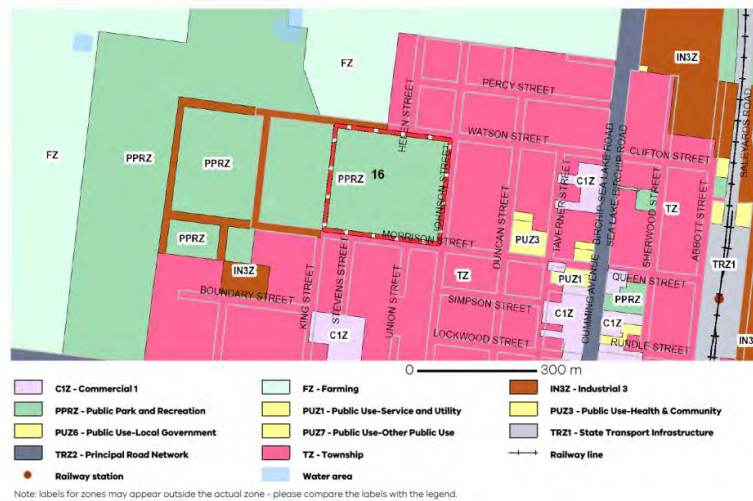 IN3Z
FZ
PERCY STREET
HELEN STREET
WATSON STREET
SALEYARDS ROAD
SEA LAKE BIRCHIP ROAD
CLIFTON STREET
FZ
PPRZ
PPRZ
16
PPRZ
JOHNSON STREET
C1Z
TAVERNER STREET
BIRCHIP-SEA LAKE ROAD
SHERWOOD STREET
TZ
ABBOTT STREET
DUNCAN STREET
PPRZ
MORRISON STREET
PUZ3
TRZ1
IN3Z
TZ
PUZ1
QUEEN STREET
BOUNDARY STREET
KING STREET
STEVENS STREET
UNION STREET
SIMPSON STREET
CUMMING AVENUE
PPRZ
C1Z
LOCKWOOD STREET
C1Z
C1Z
RUNDLE STREET
IN3
0 300 m
C1Z - Commercial 1
FZ - Farming
IN3Z - Industrial 3
PPRZ - Public Park and Recreation
PUZ1 - Public Use-Service and Utility
PUZ3 - Public Use-Health & Community
PUZ6 - Public Use-Local Government
PUZ7 - Public Use-Other Public Use
TRZ1 - State Transport Infrastructure
TRZ2 - Principal Road Network
TZ - Township
Railway line
Railway station
Water area
Note: labels for zones may appear outside the actual zone - please compare the labels with the legend.